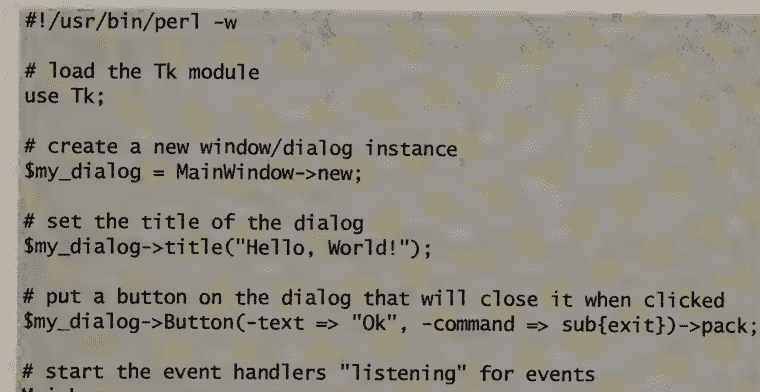 #!/usr/bin/perl -w
# load the Tk module
use Tk;
# create a new window/dialog instance
$my_dialog = MainWindow->new;
# set the title of the dialog
$my_dialog->title("Hello, World!");
# put a button on the dialog that will close it when clicked
$my_dialog->Button(-text => "Ok", -command => sub{exit})->pack;
# start the event handlers "listening" for events